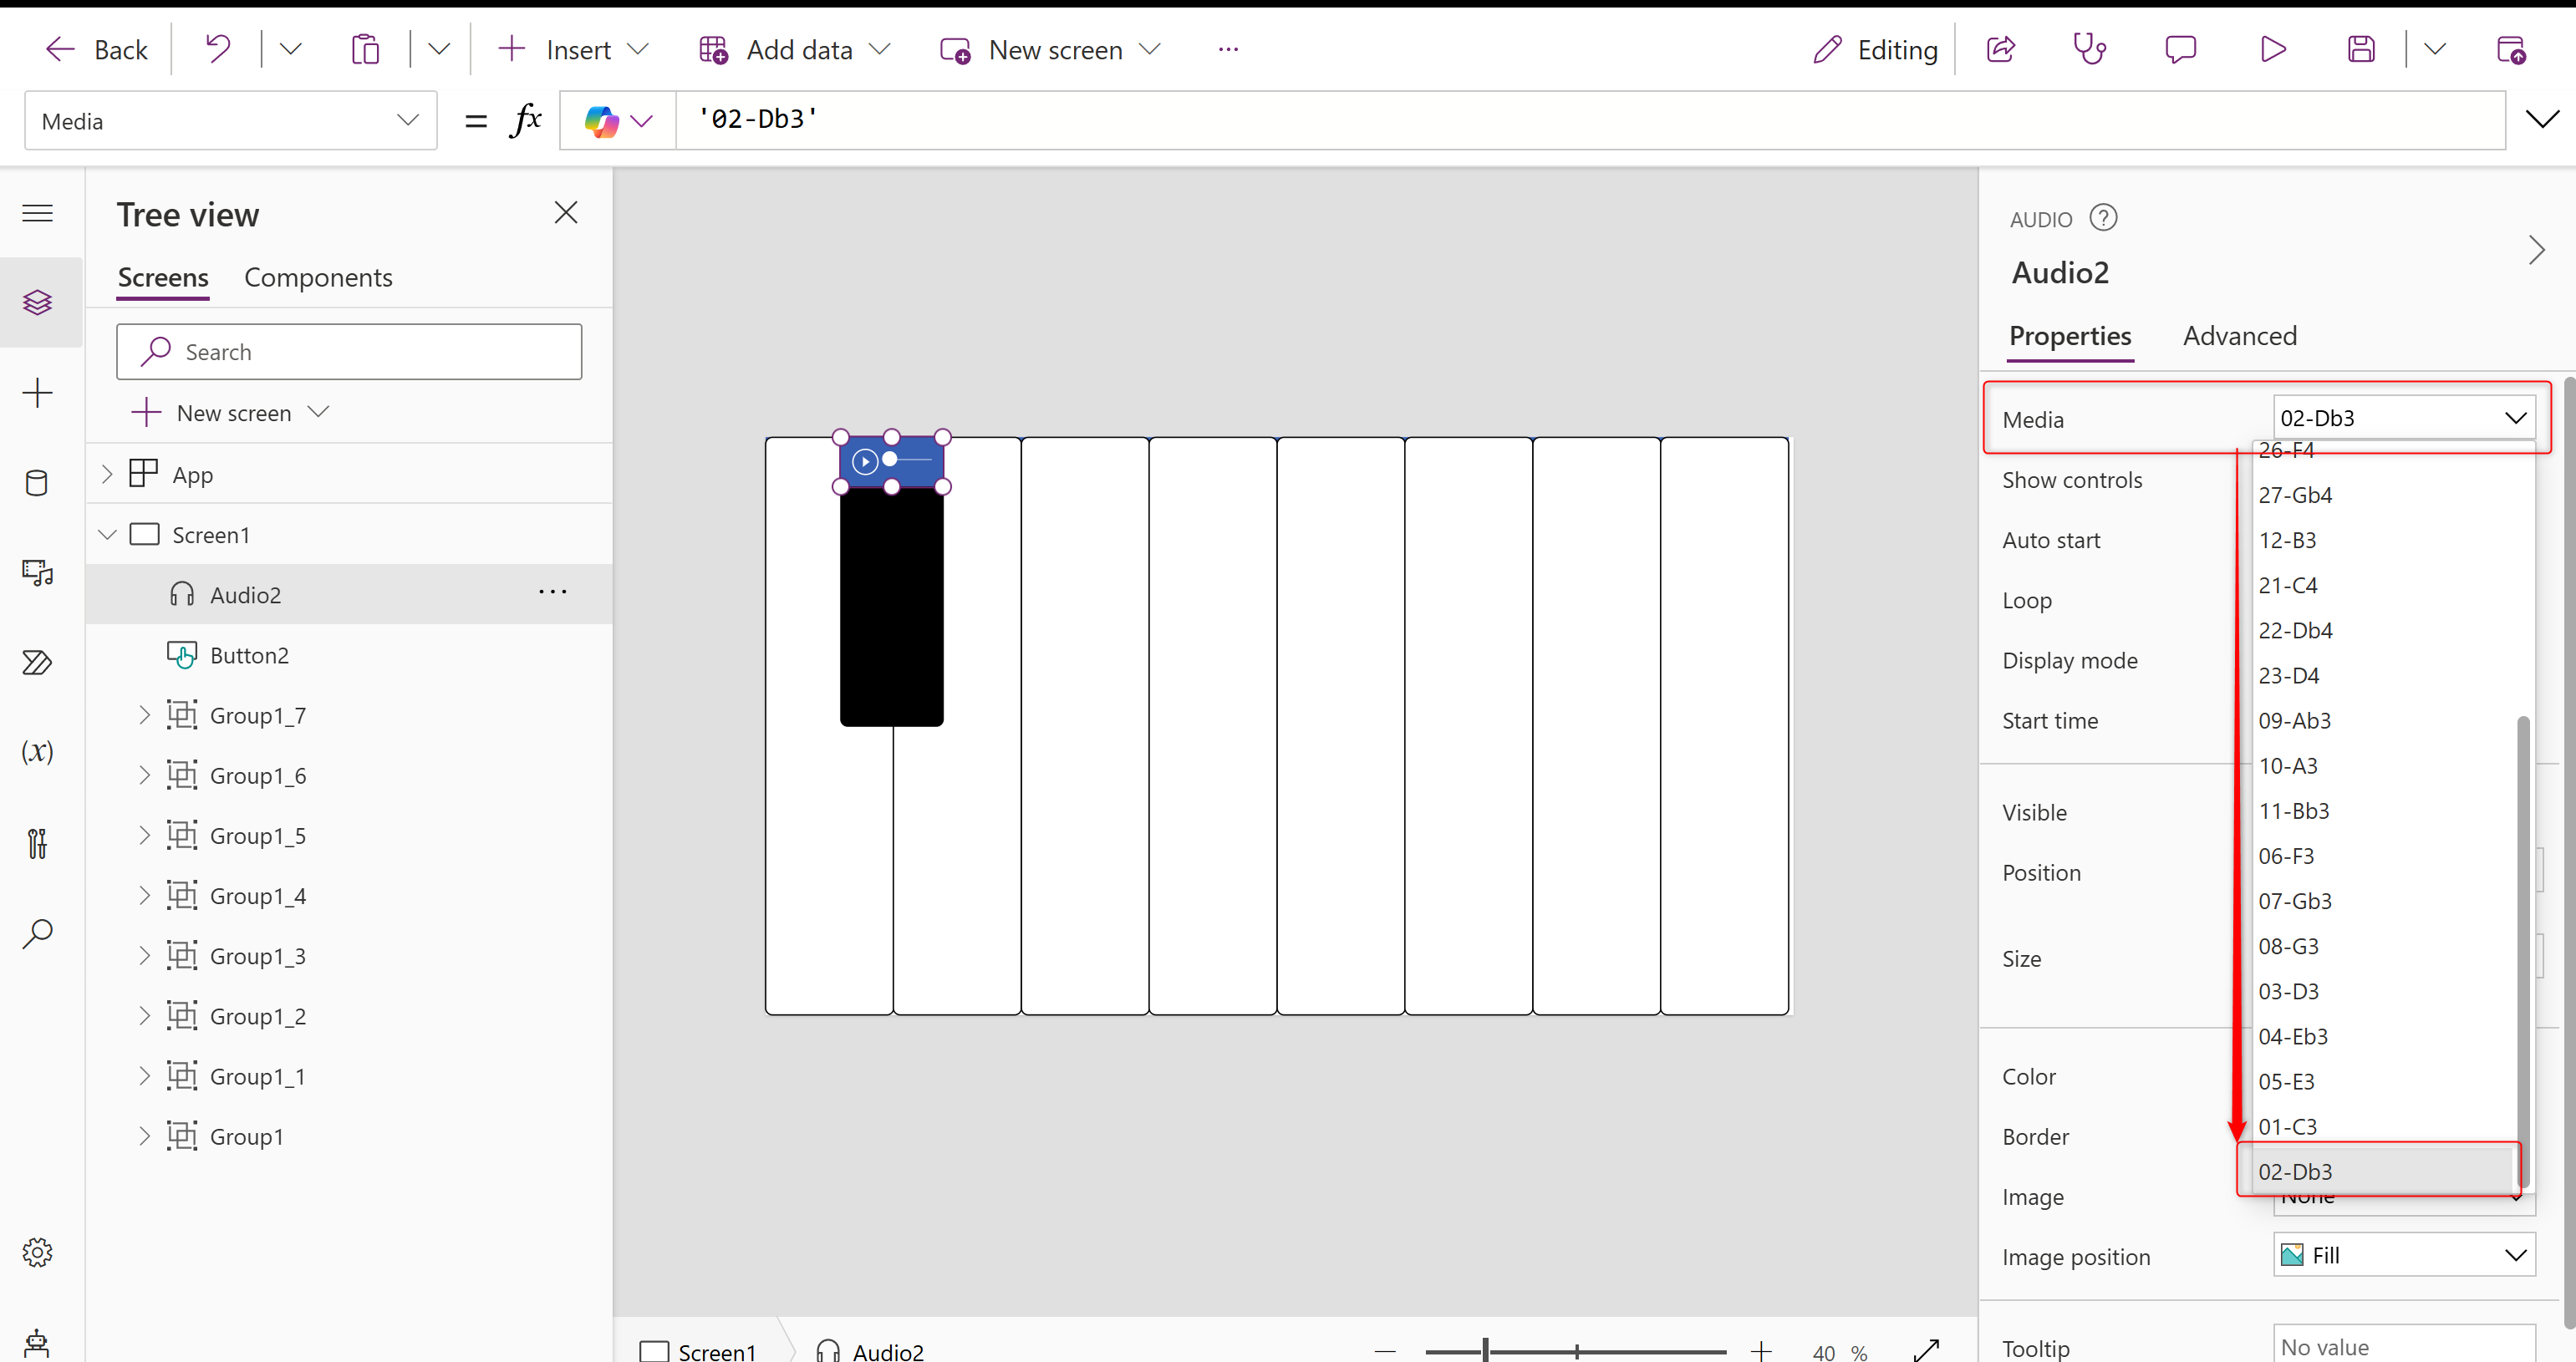 Back
Insert
Add data
New screen
...
Editing
Media
= fx
'02-Db3'
Tree view
Screens
Components
Search
New screen
App
Screen1
Audio2
...
Button2
Group1_7
Group1_6
Group1_5
Group1_4
Group1_3
Group1_2
Group1_1
Group1
(x)
AUDIO ?
Audio2
Properties
Advanced
Media
02-Db3
26-F4
Show controls
27-Gb4
Auto start
12-B3
21-C4
Loop
22-Db4
Display mode
23-D4
Start time
09-Ab3
10-A3
Visible
11-Bb3
Position
06-F3
07-Gb3
Size
08-G3
03-D3
04-Eb3
Color
05-E3
Border
01-C3
02-Db3
Image
None
Image position
Fill
Tooltip
No value
Screen1
Audio2
40 %